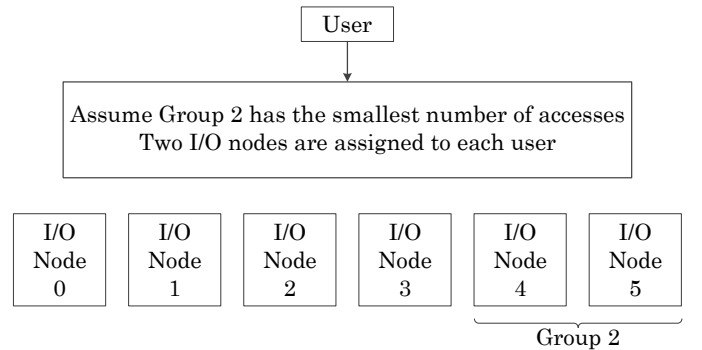 User
Assume Group 2 has the smallest number of accesses
Two I/O nodes are assigned to each user
I/O
Node
0
I/O
Node
1
I/O
Node
2
I/O
Node
3
I/O
Node
4
I/O
Node
5
Group 2